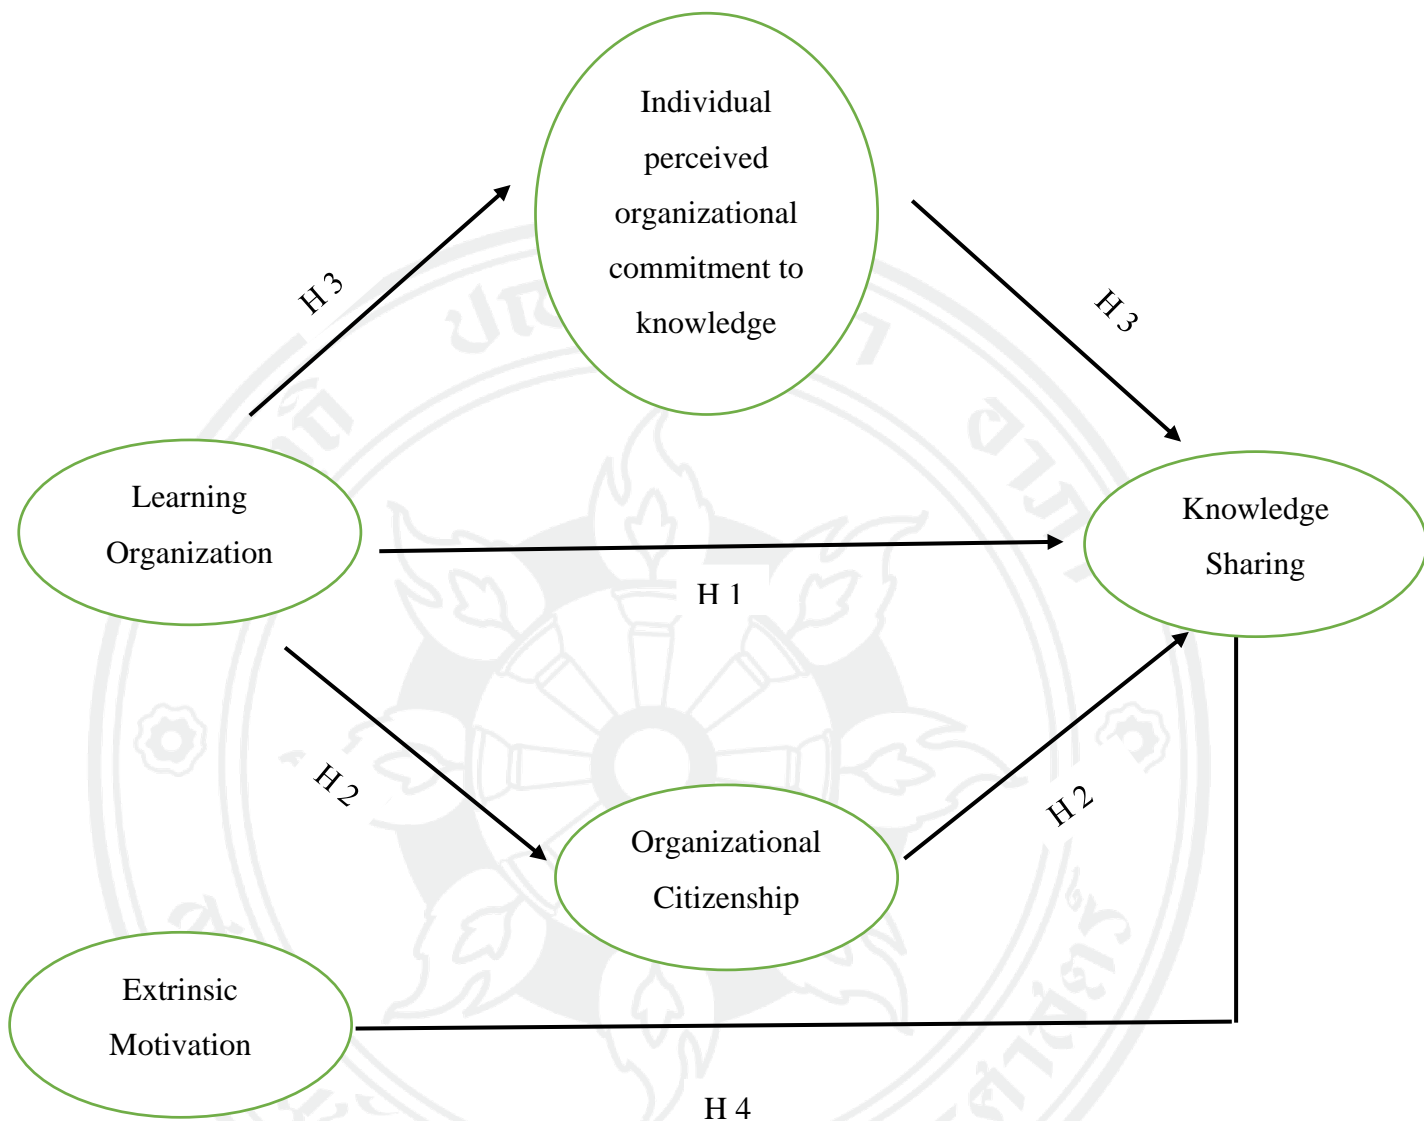 Individual
perceived
organizational
commitment to
knowledge
H 3
H 3
Learning
Organization
Knowledge
Sharing
H 1
H 2
H 2
Organizational
Citizenship
Extrinsic
Motivation
H 4